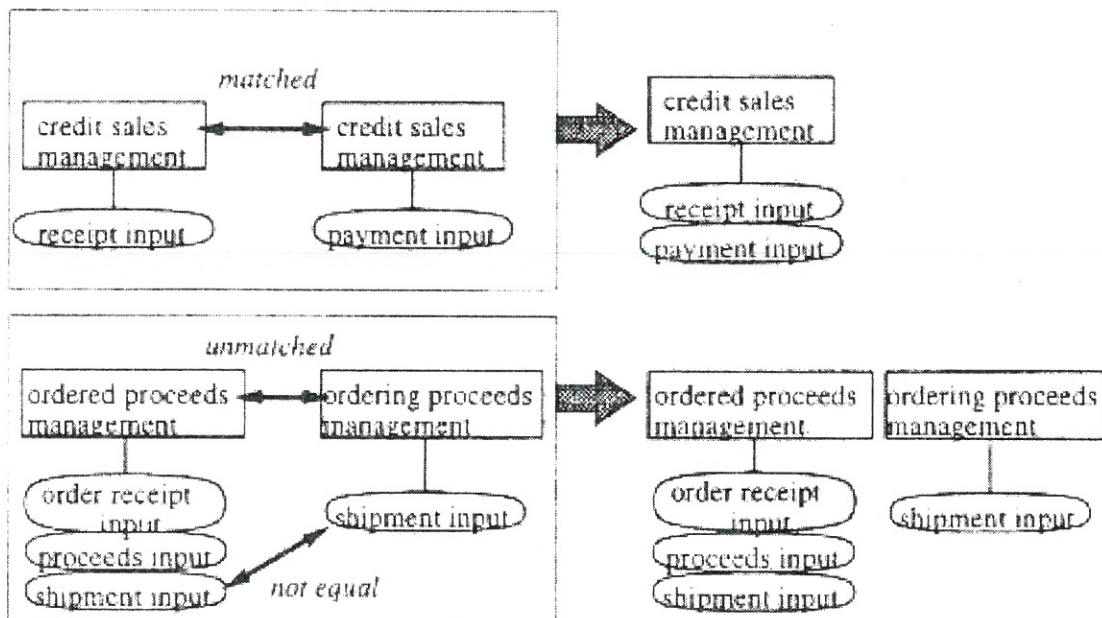 matched
credit sales
management
credit sales
management
credit sales
management
receipt input
payment input
receipt input
payment input
unmatched
ordered proceeds
management
ordering proceeds
management
ordered proceeds
management
ordering proceeds
management
order receipt
input
proceeds input
shipment input
shipment input
not equal
order receipt
input
proceeds input
shipment input
shipment input